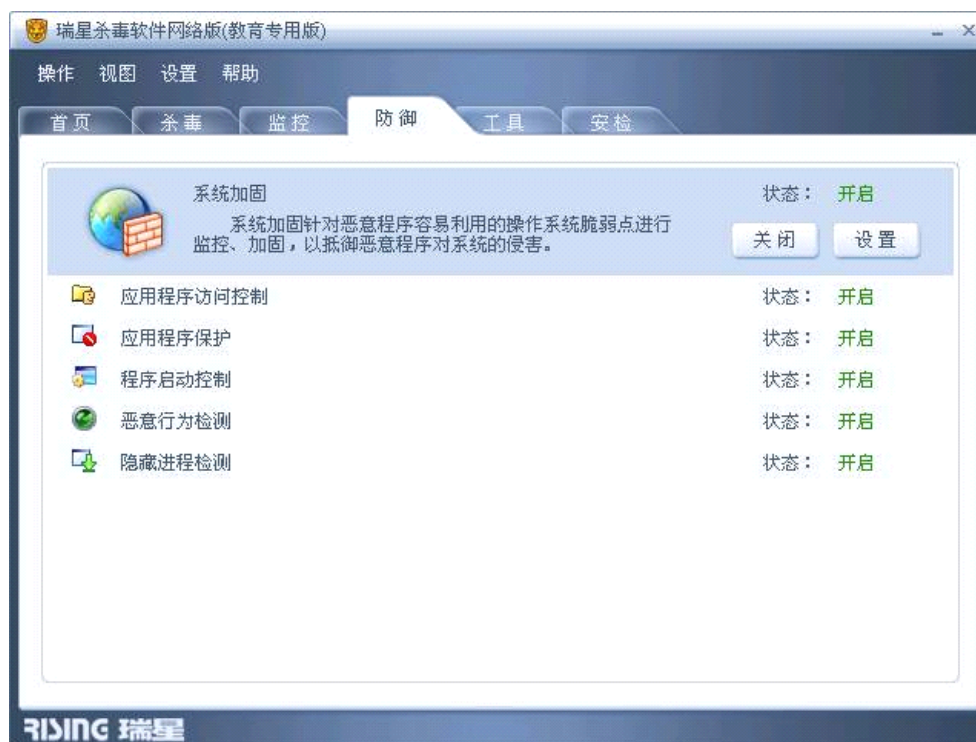 瑞星杀毒软件网络版(教育专用版)
操作 视图 设置 帮助
首页 杀毒 监控 防御 工具 安检
系统加固 状态： 开启
系统加固针对恶意程序容易利用的操作系统脆弱点进行
监控、加固，以抵御恶意程序对系统的侵害。
关闭 设置
应用程序访问控制 状态： 开启
应用程序保护 状态： 开启
程序启动控制 状态： 开启
恶意行为检测 状态： 开启
隐藏进程检测 状态： 开启
RISING 瑞星